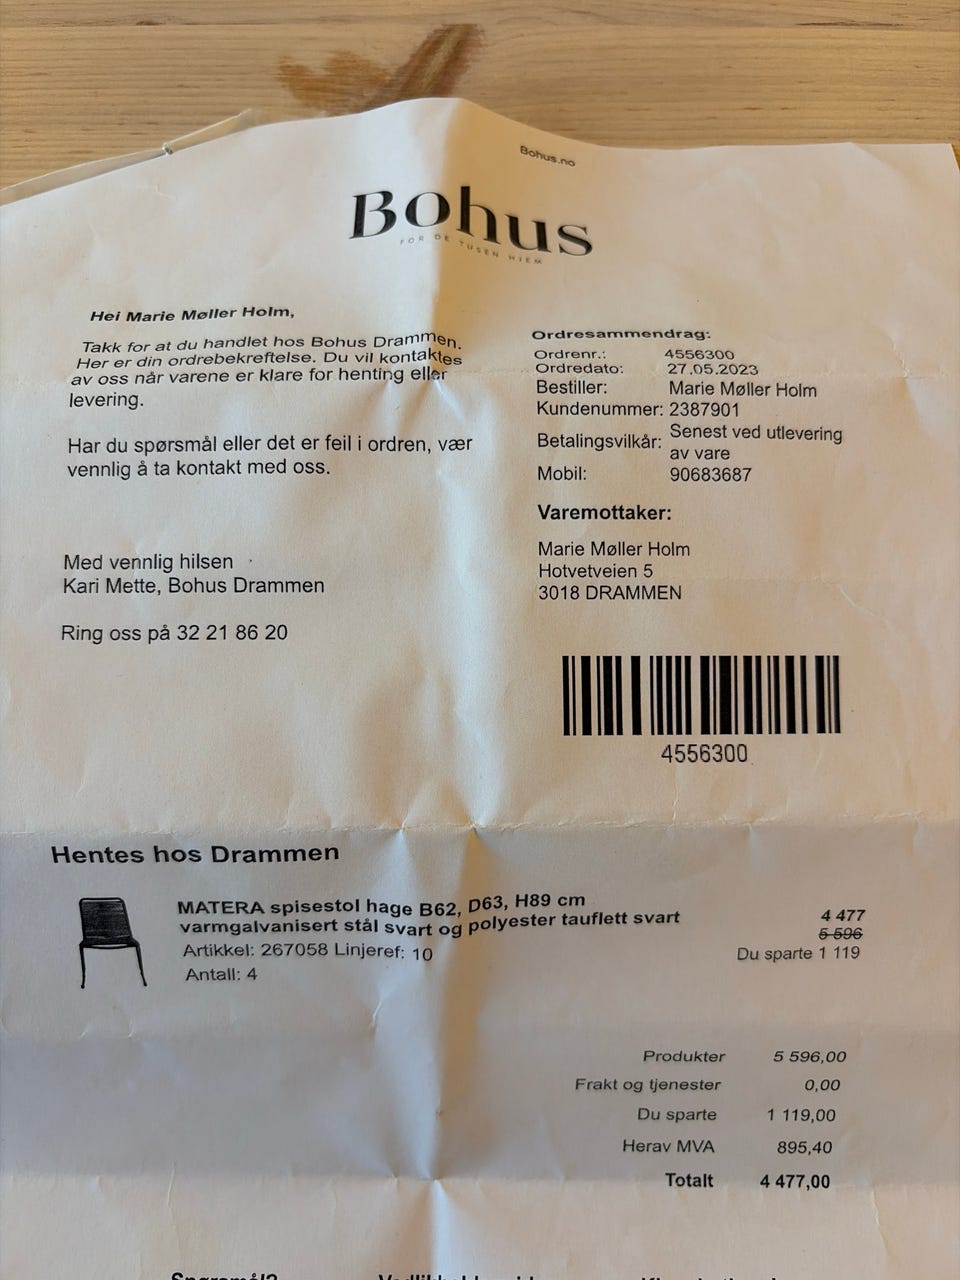 Bohus.no
Bohus
FOR DE TUSEN HJEM
Hei Marie Møller Holm,
Takk for at du handlet hos Bohus Drammen.
Her er din ordrebekreftelse. Du vil kontaktes
av oss når varene er klare for henting eller
levering.
Har du spørsmål eller det er feil i ordren, vær
vennlig å ta kontakt med oss.
Med vennlig hilsen
Kari Mette, Bohus Drammen
Ring oss på 32 21 86 20
Ordresammendrag:
Ordrenr.: 4556300
Ordredato: 27.05.2023
Bestiller: Marie Møller Holm
Kundenummer: 2387901
Betalingsvilkår: Senest ved utlevering
av vare
Mobil: 90683687
Varemottaker:
Marie Møller Holm
Hotvetveien 5
3018 DRAMMEN
4556300
Hentes hos Drammen
MATERA spisestol hage B62, D63, H89 cm
varmgalvanisert stål svart og polyester tauflett svart
Artikkel: 267058 Linjeref: 10
Antall: 4
4 477
5 596
Du sparte 1 119
Produkter 5 596,00
Frakt og tjenester 0,00
Du sparte 1 119,00
Herav MVA 895,40
Totalt 4 477,00
Spørsmål?